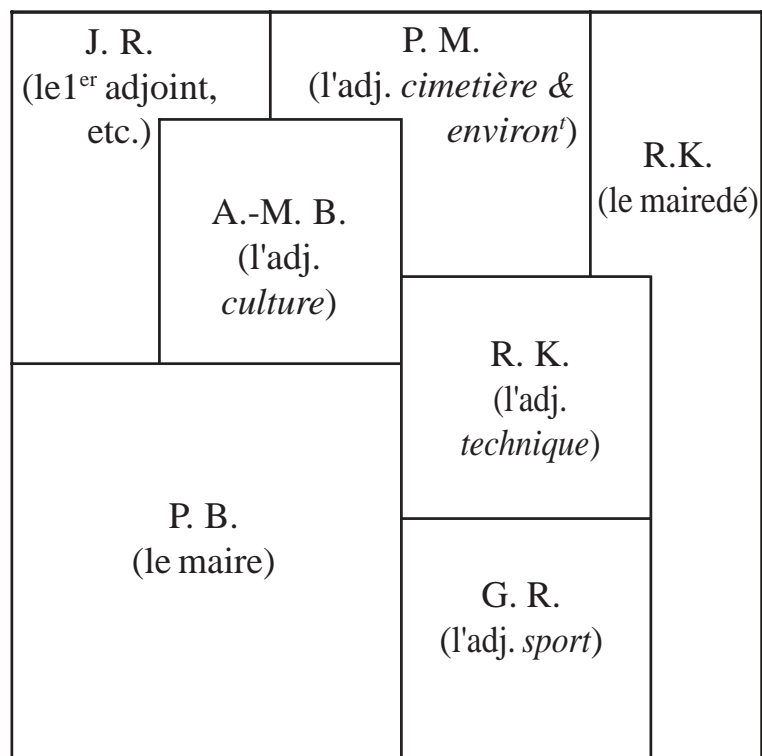 J. R.
(le1er adjoint,
etc.)
P. M.
(l'adj. cimetière &
environt)
R.K.
(le mairedé)
A.-M. B.
(l'adj.
culture)
R. K.
(l'adj.
technique)
P. B.
(le maire)
G. R.
(l'adj. sport)